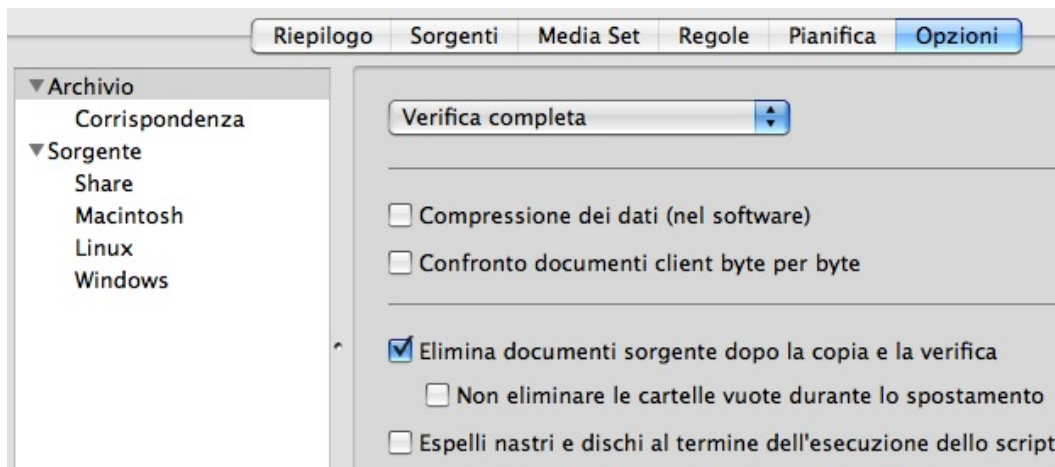 Riepilogo Sorgenti Media Set Regole Pianifica Opzioni
Archivio
Corrispondenza
Sorgente
Share
Macintosh
Linux
Windows
Verifica completa
Compressione dei dati (nel software)
Confronto documenti client byte per byte
Elimina documenti sorgente dopo la copia e la verifica
Non eliminare le cartelle vuote durante lo spostamento
Espelli nastri e dischi al termine dell'esecuzione dello script